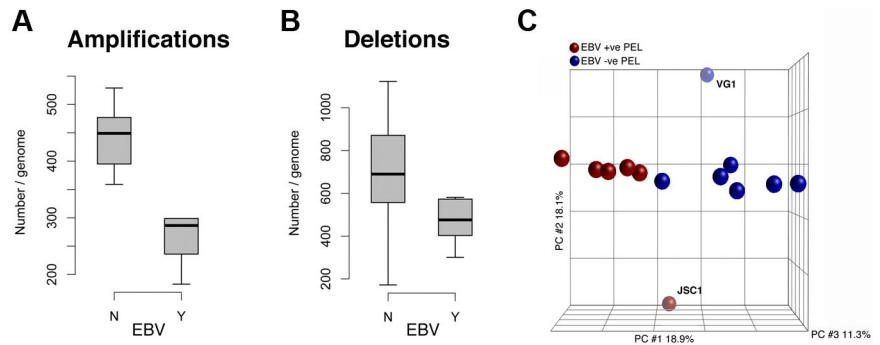 A
Amplifications
Number / genome
500
400
300
200
N
Y
EBV
B
Deletions
Number / genome
1000
800
600
400
200
N
Y
EBV
C
EBV +ve PEL
EBV -ve PEL
VG1
JSC1
PC #2 18.1%
PC #1 18.9%
PC #3 11.3%